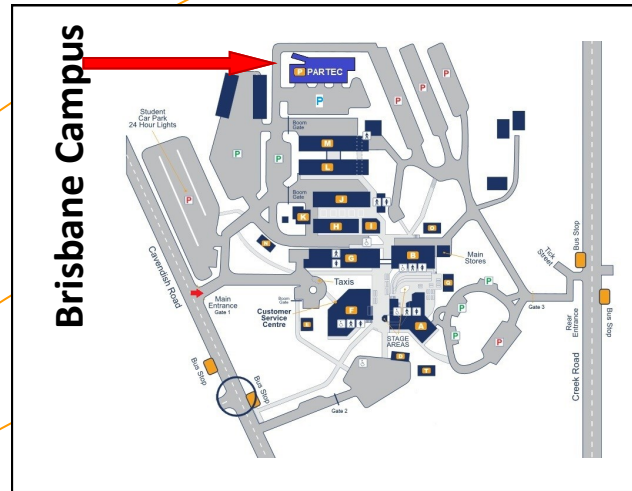 Brisbane Campus
P PARTEC
Student
Car Park
24 Hour Lights
P
P
P
P
P
P
P
Boom
Gate
M
L
Boom
Gate
J
K
H
I
G
B
Main
Stores
Taxis
Cavendish Road
Main
Entrance
Gate 1
Boom
Gate
Customer
Service
Centre
F
E
A
STAGE
AREAS
D
T
P
P
P
P
P
Gate 3
Tick
Street
Bus Stop
Rear
Entrance
Bus Stop
Creek Road
Bus Stop
Bus Stop
Gate 2